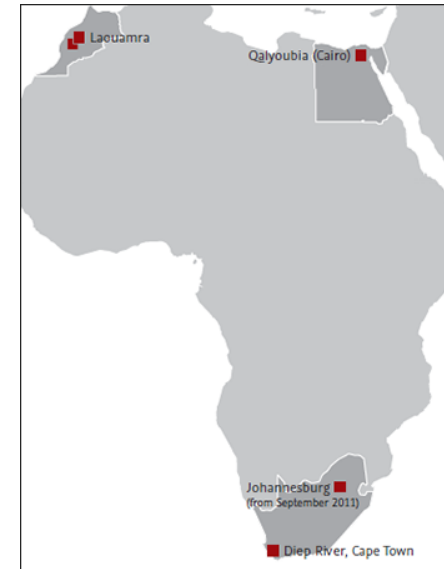 Laouamra
Qalyoubia (Cairo)
Johannesburg
(from September 2011)
Diep River, Cape Town